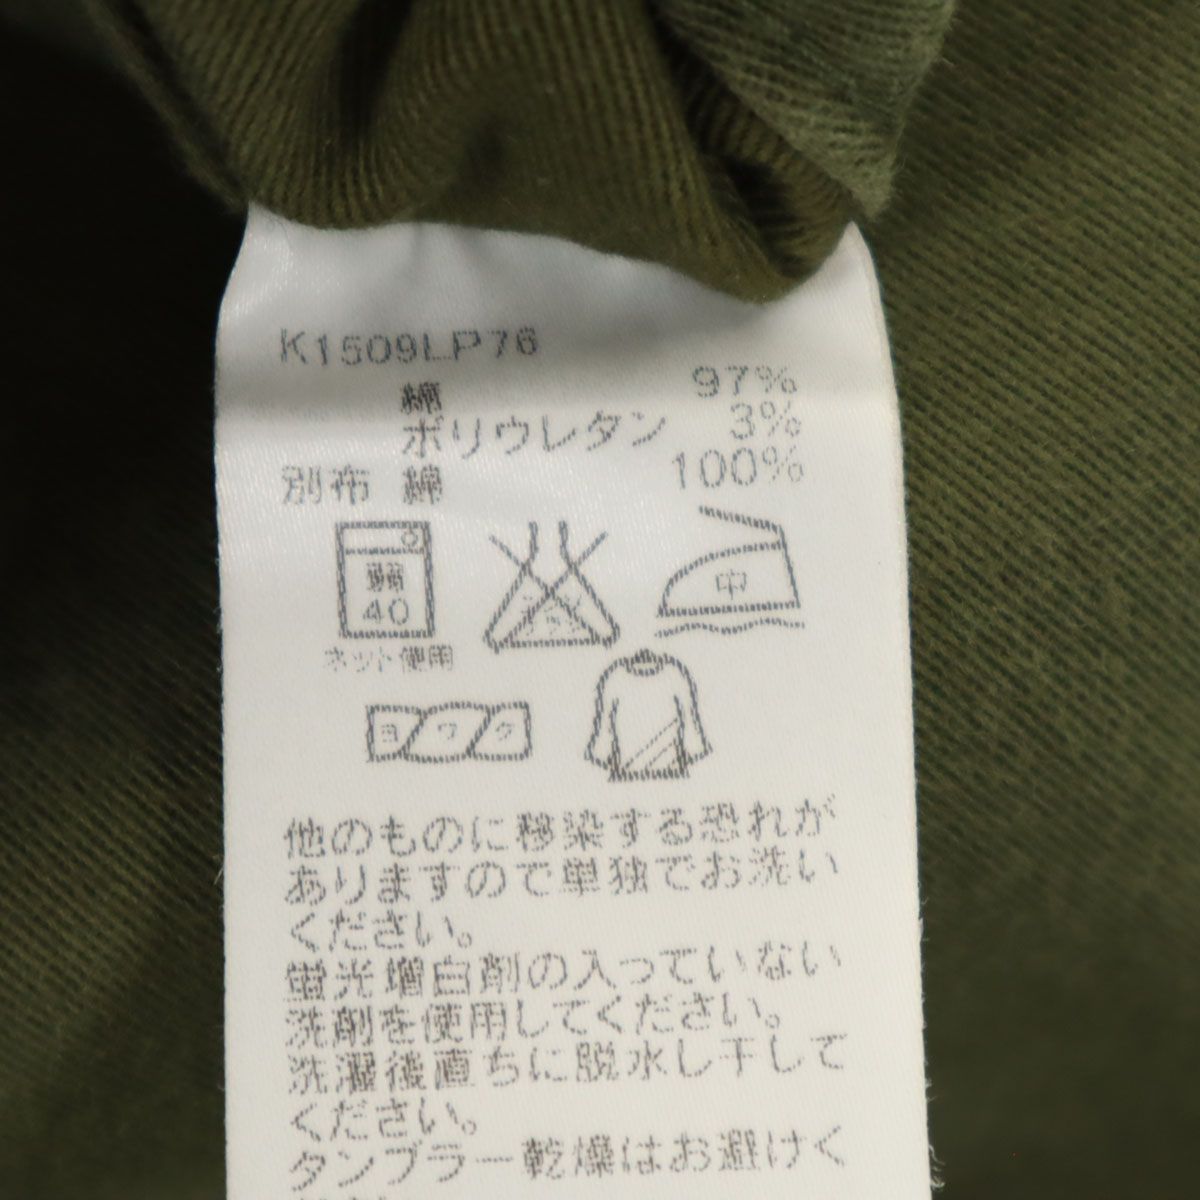 K1509LP76
綿 97%
ポリウレタン 3%
別布 綿 100%
弱
40
中
ネット使用
ヨワク
他のものに移染する恐れが
ありますので単独でお洗い
ください。
蛍光増白剤の入っていない
洗剤を使用してください。
洗濯後直ちに脱水し干して
ください。
タンブラー乾燥はお避けく